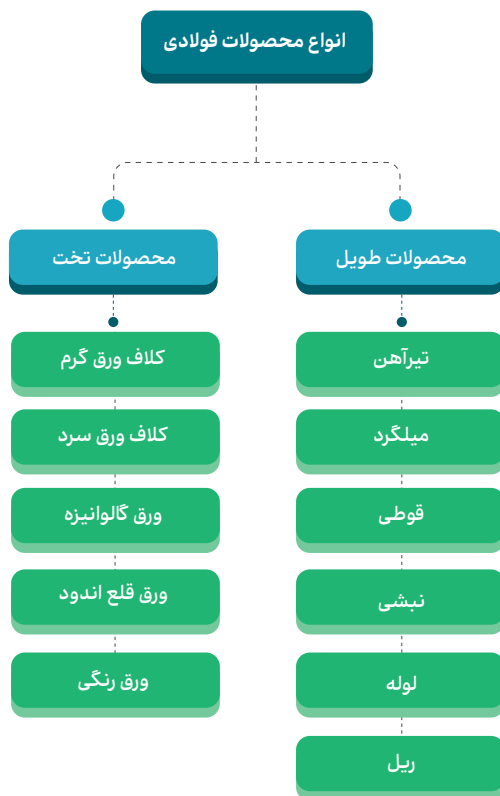 انواع محصولات فولادی
محصولات طویل
تیرآهن
میلگرد
قوطی
نبشی
لوله
ریل
محصولات تخت
کلاف ورق گرم
کلاف ورق سرد
ورق گالوانیزه
ورق قلع اندود
ورق رنگی